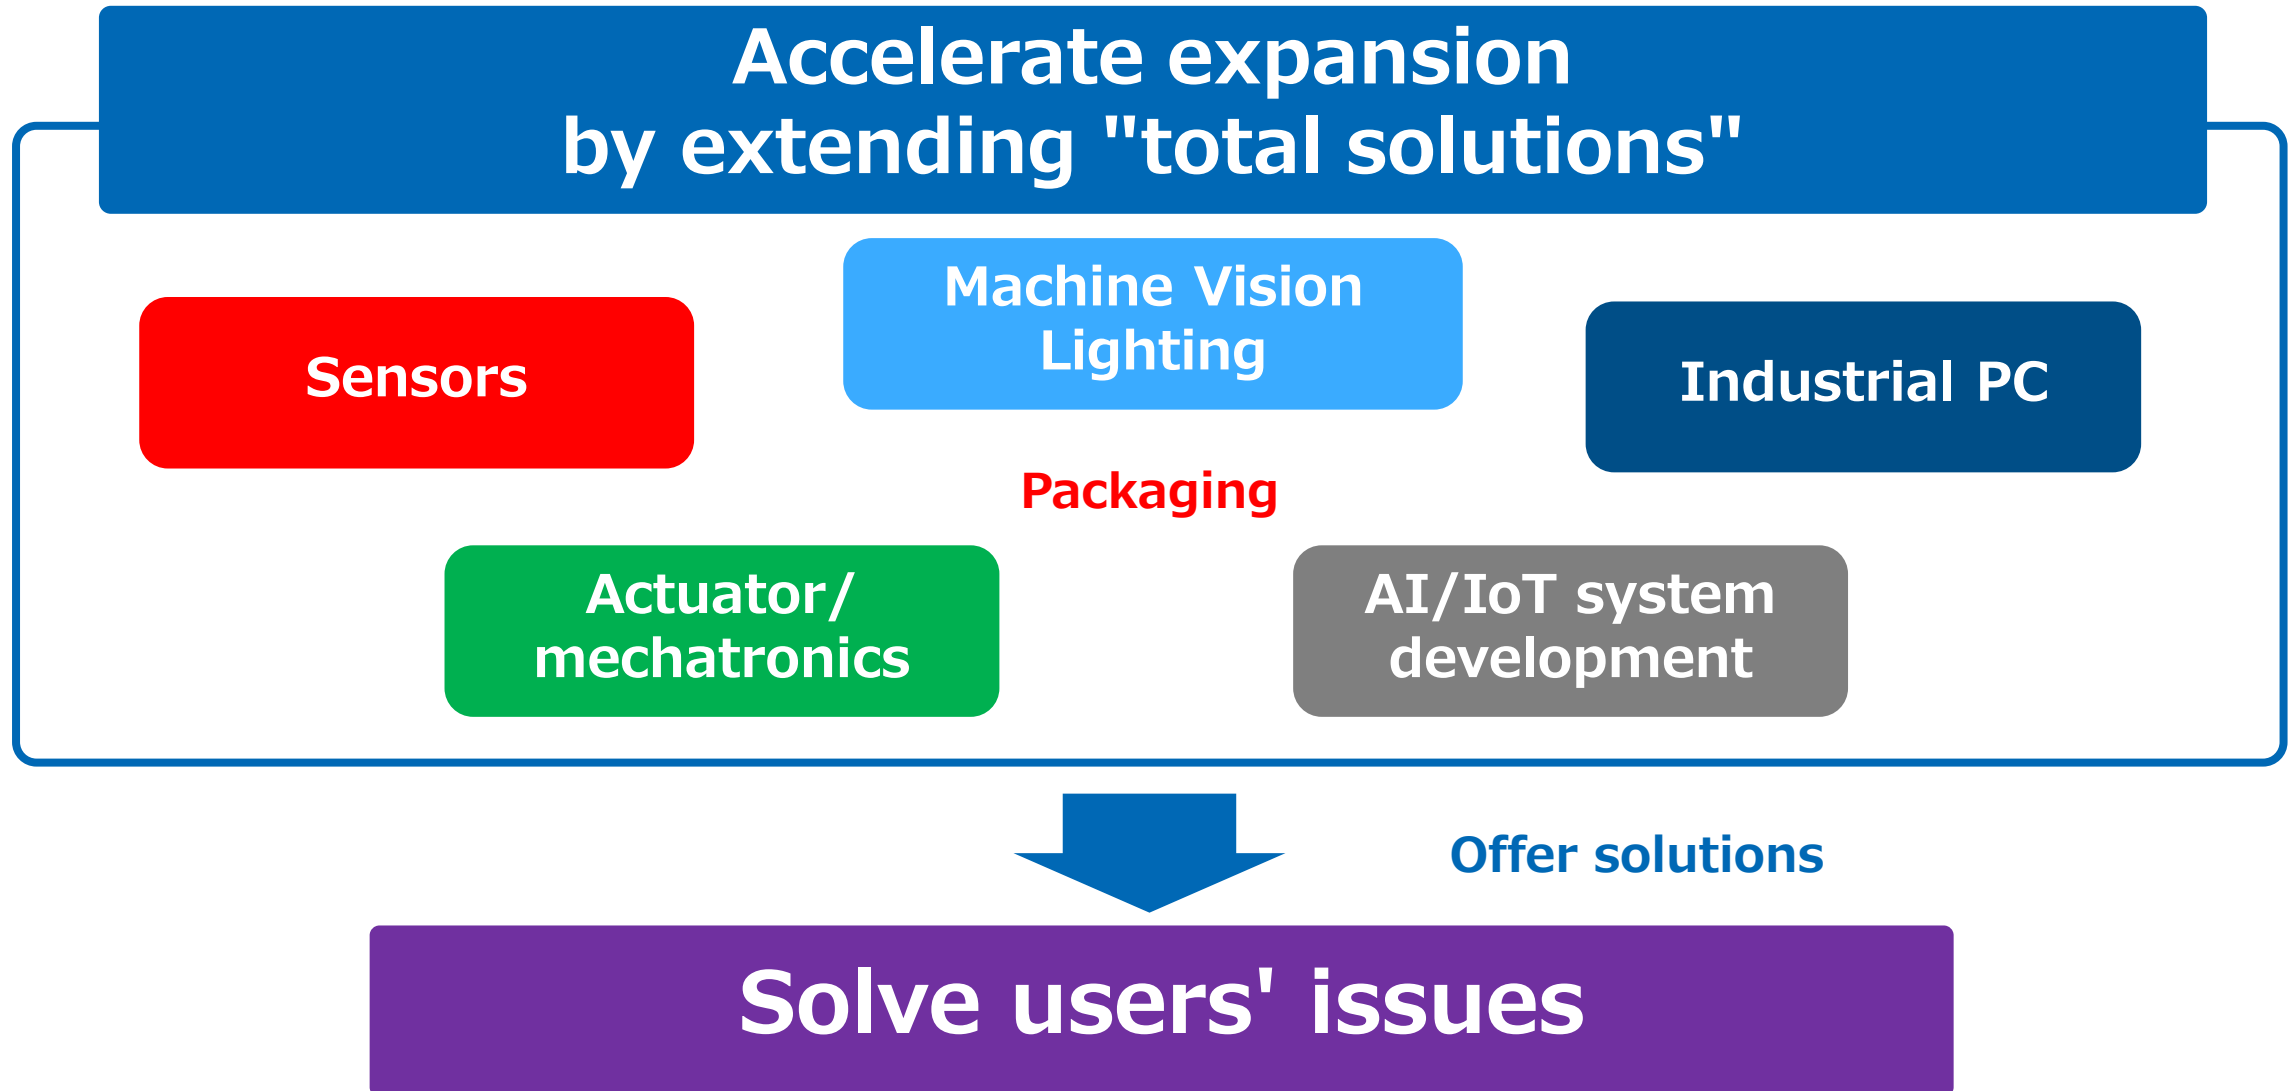 Accelerate expansion
by extending "total solutions"
Machine Vision
Lighting
Sensors
Industrial PC
Packaging
Actuator/
mechatronics
AI/IoT system
development
Offer solutions
Solve users' issues